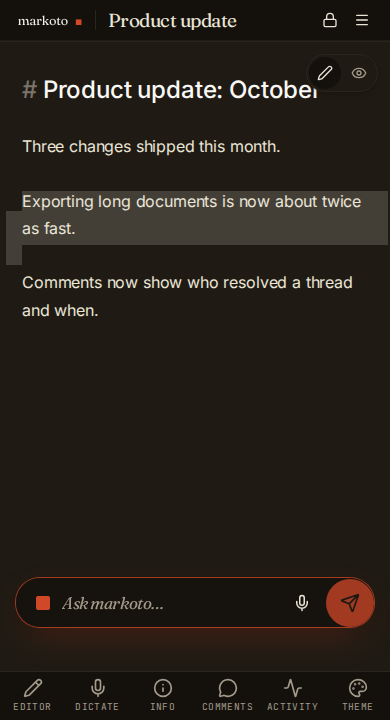 markoto
Product update
# Product update: October
Three changes shipped this month.
Exporting long documents is now about twice
as fast.
Comments now show who resolved a thread
and when.
Ask markoto...
EDITOR
DICTATE
INFO
COMMENTS
ACTIVITY
THEME